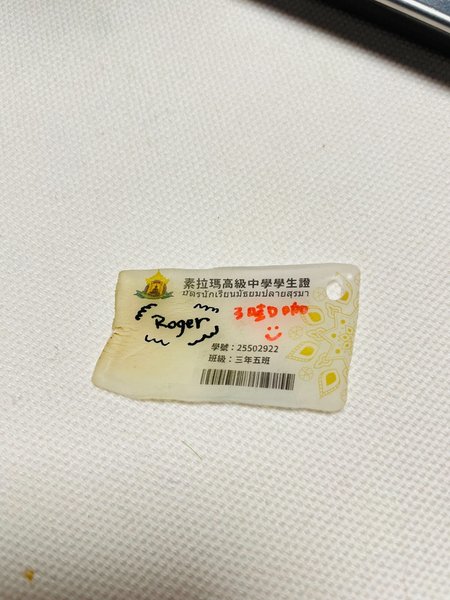 素拉瑪高級中學學生證
บัตรนักเรียนมัธยมปลายสุรมา
Roger
學號：25502922
班級：三年五班